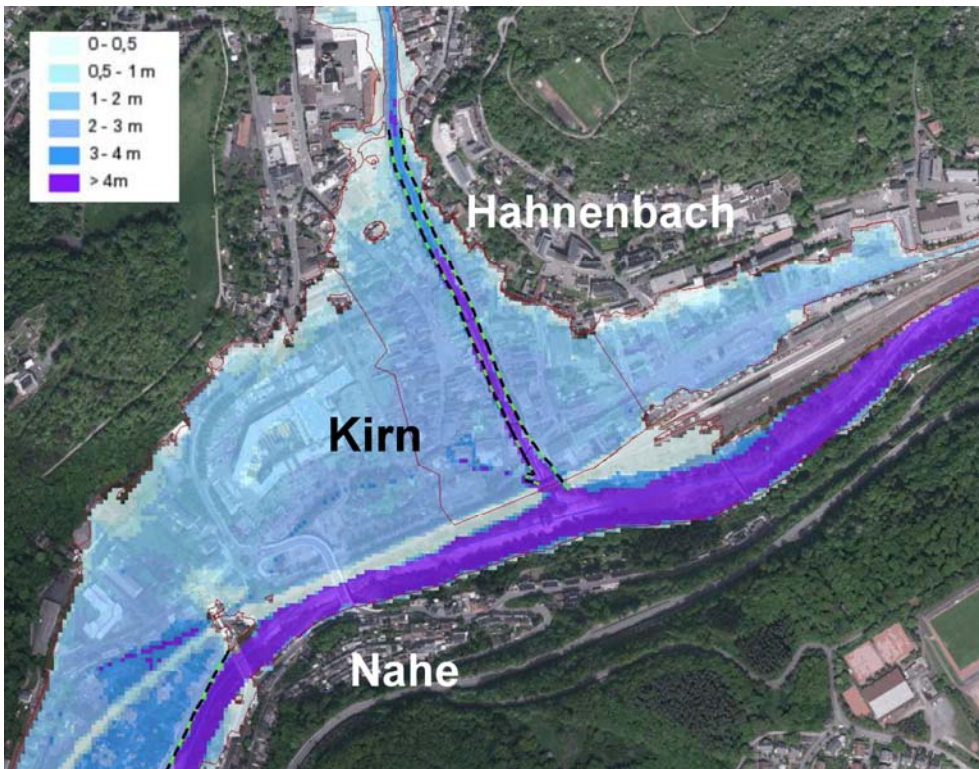 0 - 0,5
0,5 - 1 m
1 - 2 m
2 - 3 m
3 - 4 m
> 4m
Hahnenbach
Kirn
Nahe